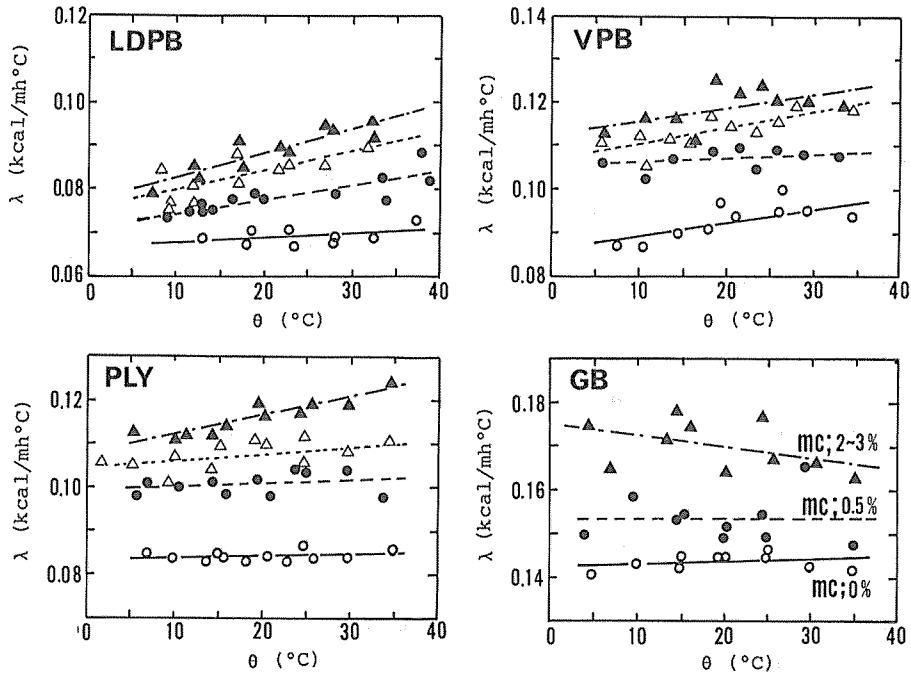 LDPB
λ (kcal/mh°C)
0.12
0.10
0.08
0.06
0 10 20 30 40
θ (°C)
VPB
λ (kcal/mh°C)
0.14
0.12
0.10
0.08
0 10 20 30 40
θ (°C)
PLY
λ (kcal/mh°C)
0.12
0.10
0.08
0 10 20 30 40
θ (°C)
GB
λ (kcal/mh°C)
0.18
0.16
0.14
mc;2~3%
mc;0.5%
mc;0%
0 10 20 30 40
θ (°C)